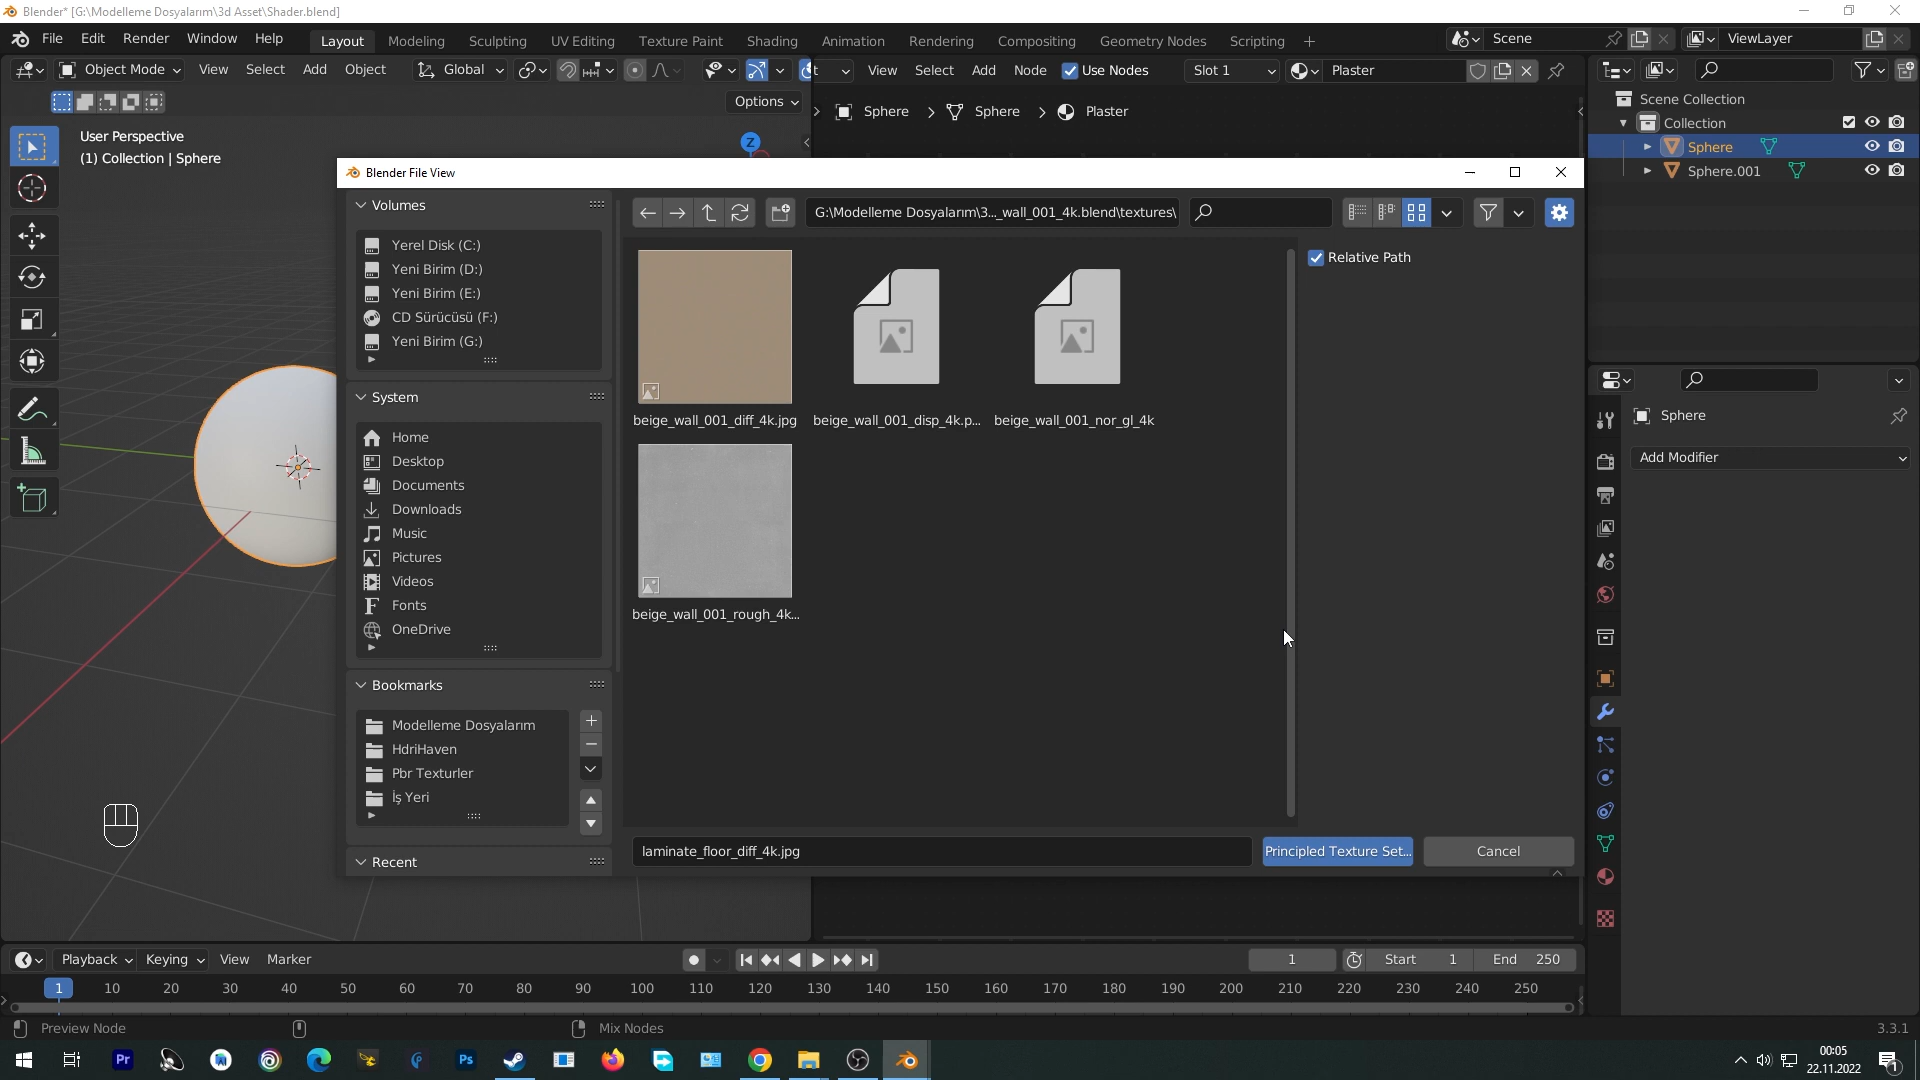 Blender* [G:\Modelleme Dosyalarım\3d Asset\Shader.blend]
File Edit Render Window Help Layout Modeling Sculpting UV Editing Texture Paint Shading Animation Rendering Compositing Geometry Nodes Scripting + Scene ViewLayer
Object Mode View Select Add Object Global t View Select Add Node Use Nodes Slot 1 Plaster
Options
Sphere > Sphere > Plaster
User Perspective
(1) Collection | Sphere
Z
Scene Collection
Collection
Sphere
Sphere.001
Blender File View
Volumes
G:\Modelleme Dosyalarım\3..._wall_001_4k.blend\textures\
Yerel Disk (C:)
Yeni Birim (D:)
Yeni Birim (E:)
CD Sürücüsü (F:)
Yeni Birim (G:)
Relative Path
System
Home
Desktop
Documents
Downloads
Music
Pictures
Videos
Fonts
OneDrive
beige_wall_001_diff_4k.jpg
beige_wall_001_disp_4k.p...
beige_wall_001_nor_gl_4k
beige_wall_001_rough_4k...
Bookmarks
Modelleme Dosyalarım
HdriHaven
Pbr Texturler
İş Yeri
Recent
laminate_floor_diff_4k.jpg
Principled Texture Set...
Cancel
Sphere
Add Modifier
Playback Keying View Marker 1 Start 1 End 250
1 10 20 30 40 50 60 70 80 90 100 110 120 130 140 150 160 170 180 190 200 210 220 230 240 250
Preview Node Mix Nodes 3.3.1
Pr Ps
00:05
22.11.2022
1